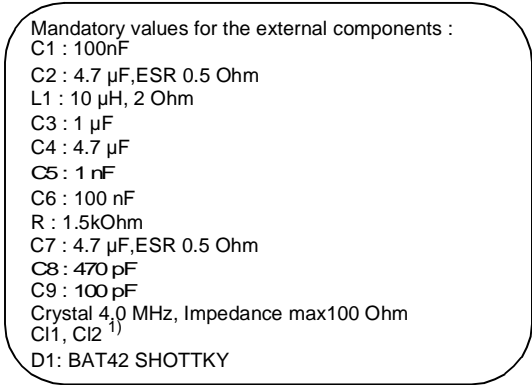 Mandatory values for the external components :
C1 : 100nF
C2 : 4.7 µF,ESR 0.5 Ohm
L1 : 10 µH, 2 Ohm
C3 : 1 µF
C4 : 4.7 µF
C5 : 1 nF
C6 : 100 nF
R : 1.5kOhm
C7 : 4.7 µF,ESR 0.5 Ohm
C8 : 470 pF
C9 : 100 pF
Crystal 4.0 MHz, Impedance max100 Ohm
Cl1, Cl2 1)
D1: BAT42 SHOTTKY